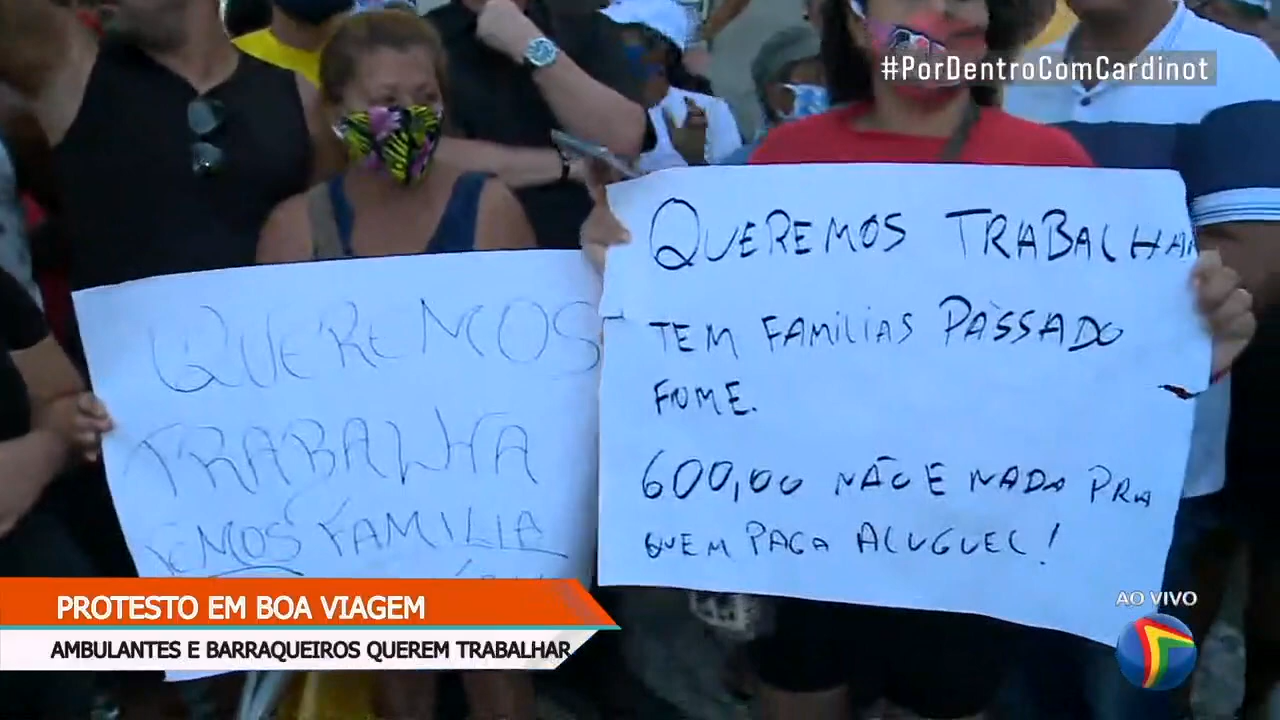 #PorDentroComCardinot
QUEREMOS
TRABALHA
TEMOS FAMILIA
QUEREMOS TRABALHAR
TEM FAMILIAS PASSADO
FOME.
600,00 NÃO E NADA PRA
QUEM PAGA ALUGUEL!
PROTESTO EM BOA VIAGEM
AMBULANTES E BARRAQUEIROS QUEREM TRABALHAR
AO VIVO